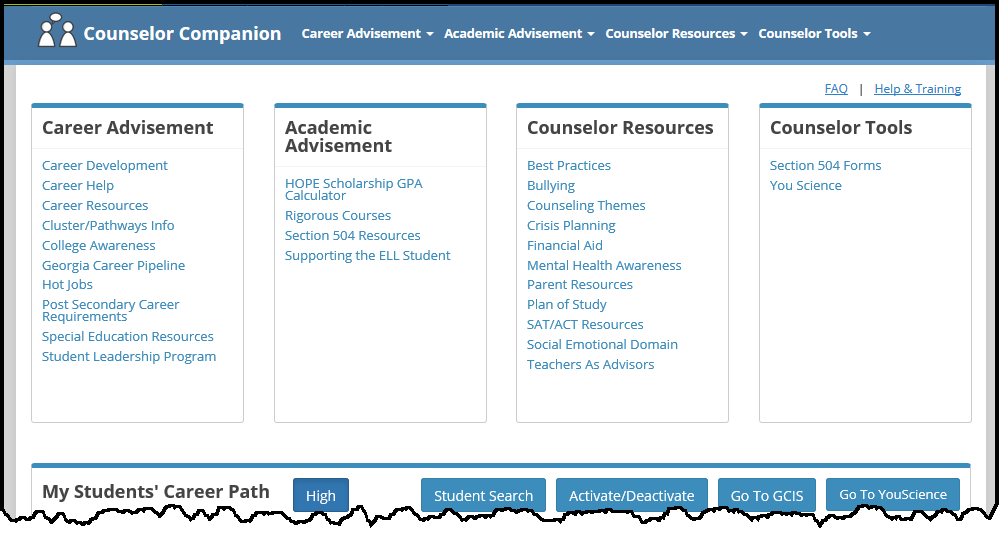 Counselor Companion
Career Advisement
Academic Advisement
Counselor Resources
Counselor Tools
FAQ | Help & Training
Career Advisement
Career Development
Career Help
Career Resources
Cluster/Pathways Info
College Awareness
Georgia Career Pipeline
Hot Jobs
Post Secondary Career
Requirements
Special Education Resources
Student Leadership Program
Academic
Advisement
HOPE Scholarship GPA
Calculator
Rigorous Courses
Section 504 Resources
Supporting the ELL Student
Counselor Resources
Best Practices
Bullying
Counseling Themes
Crisis Planning
Financial Aid
Mental Health Awareness
Parent Resources
Plan of Study
SAT/ACT Resources
Social Emotional Domain
Teachers As Advisors
Counselor Tools
Section 504 Forms
You Science
My Students' Career Path
High
Student Search
Activate/Deactivate
Go To GCIS
Go To YouScience